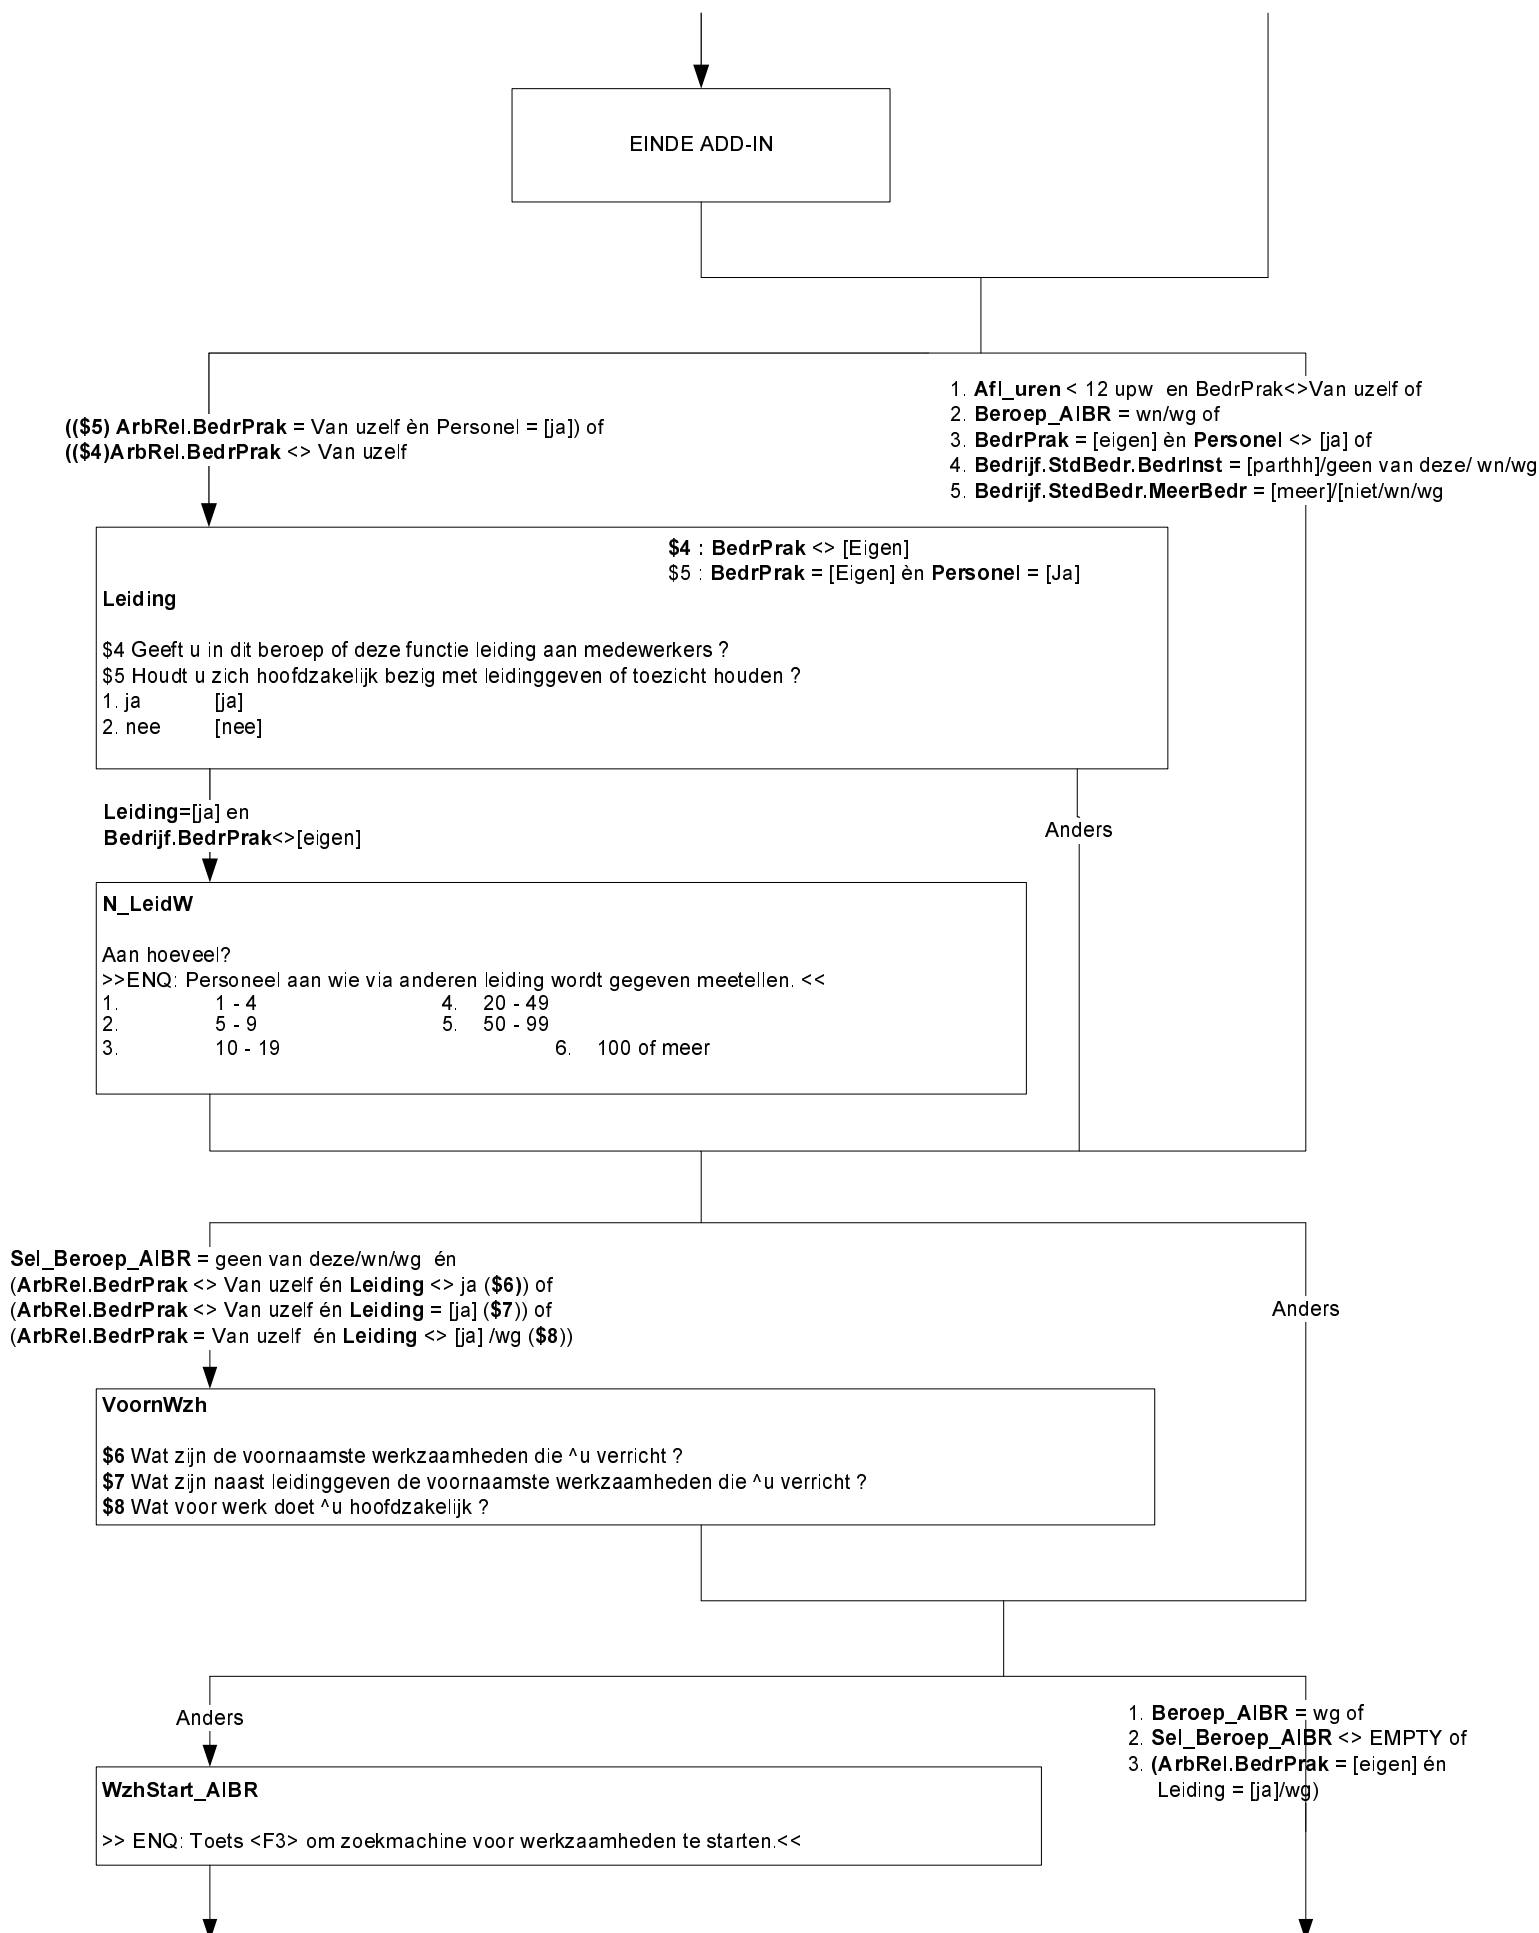 EINDE ADD-IN
1. Afl_uren < 12 upw  en BedrPrak<>Van uzelf of
2. Beroep_AIBR = wn/wg of
3. BedrPrak = [eigen] èn Personel <> [ja] of
4. Bedrijf.StdBedr.BedrInst = [parthh]/geen van deze/ wn/wg
5. Bedrijf.StedBedr.MeerBedr = [meer]/[niet/wn/wg
(($5) ArbRel.BedrPrak = Van uzelf èn Personel = [ja]) of
(($4)ArbRel.BedrPrak <> Van uzelf
$4 : BedrPrak <> [Eigen]
$5 : BedrPrak = [Eigen] èn Personel = [Ja]
Leiding
$4 Geeft u in dit beroep of deze functie leiding aan medewerkers ?
$5 Houdt u zich hoofdzakelijk bezig met leidinggeven of toezicht houden ?
1. ja [ja]
2. nee [nee]
Leiding=[ja] en
Bedrijf.BedrPrak<>[eigen]
Anders
N_LeidW
Aan hoeveel?
>>ENQ: Personeel aan wie via anderen leiding wordt gegeven meetellen. <<
1. 1 - 4 4. 20 - 49
2. 5 - 9 5. 50 - 99
3. 10 - 19 6. 100 of meer
Sel_Beroep_AIBR = geen van deze/wn/wg  én
(ArbRel.BedrPrak <> Van uzelf én Leiding <> ja ($6)) of
(ArbRel.BedrPrak <> Van uzelf én Leiding = [ja] ($7)) of
(ArbRel.BedrPrak = Van uzelf  én Leiding <> [ja] /wg ($8))
Anders
VoornWzh
$6 Wat zijn de voornaamste werkzaamheden die ^u verricht ?
$7 Wat zijn naast leidinggeven de voornaamste werkzaamheden die ^u verricht ?
$8 Wat voor werk doet ^u hoofdzakelijk ?
Anders
1. Beroep_AIBR = wg of
2. Sel_Beroep_AIBR <> EMPTY of
3. (ArbRel.BedrPrak = [eigen] én
Leiding = [ja]/wg)
WzhStart_AIBR
>> ENQ: Toets <F3> om zoekmachine voor werkzaamheden te starten.<<